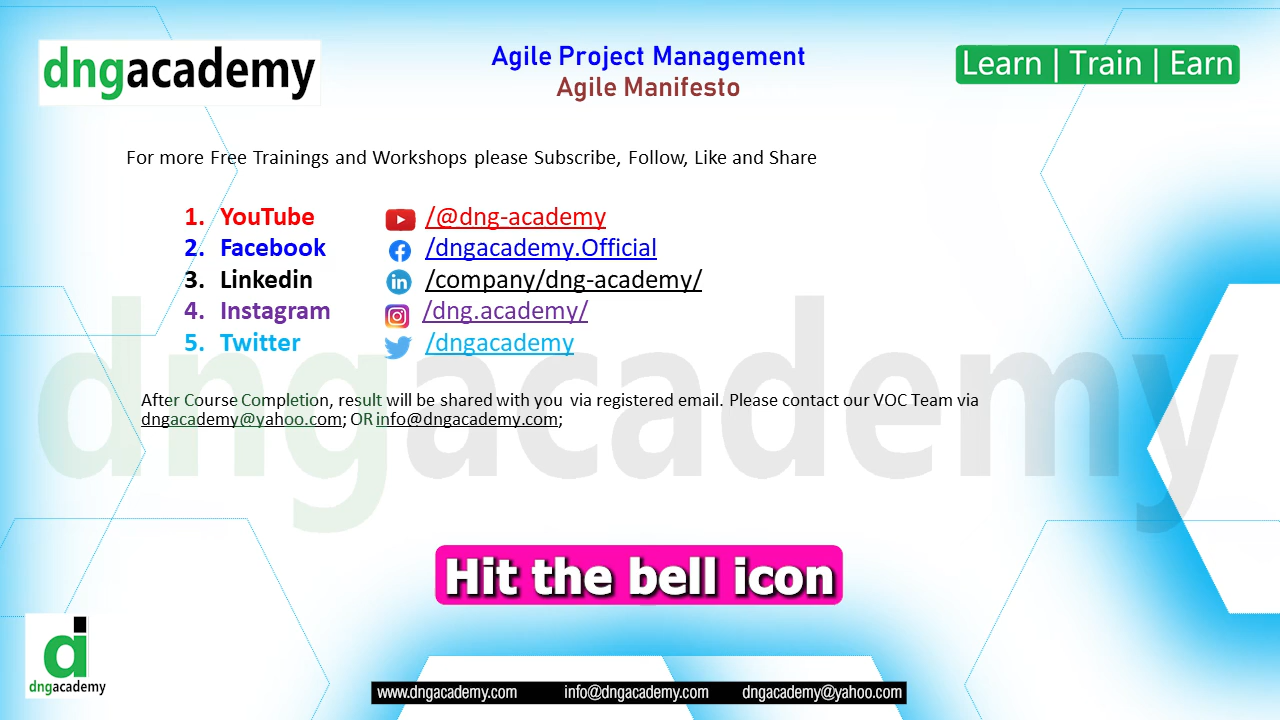 dngacademy
Agile Project Management
Agile Manifesto
Learn | Train | Earn
For more Free Trainings and Workshops please Subscribe, Follow, Like and Share
1. YouTube /@dng-academy
2. Facebook /dngacademy.Official
3. Linkedin /company/dng-academy/
4. Instagram /dng.academy/
5. Twitter /dngacademy
dngacademy
After Course Completion, result will be shared with you via registered email. Please contact our VOC Team via
dngacademy@yahoo.com; OR info@dngacademy.com;
Hit the bell icon
d
dngacademy
www.dngacademy.com info@dngacademy.com dngacademy@yahoo.com